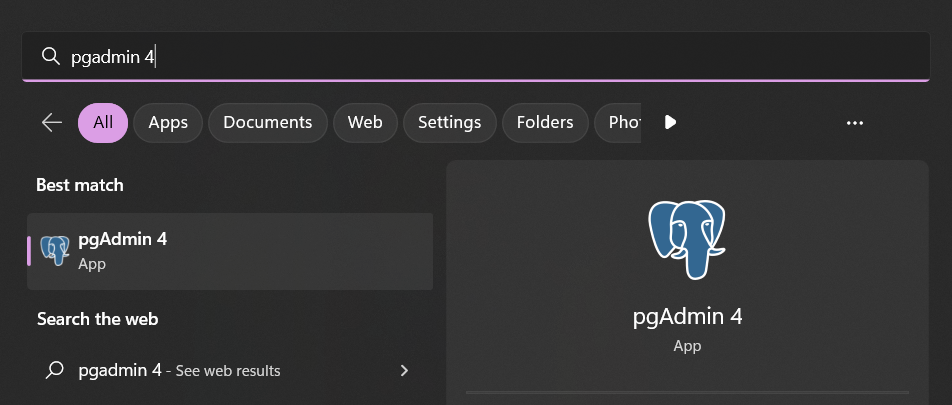 pgadmin 4
All Apps Documents Web Settings Folders
Best match
pgAdmin 4
App
Search the web
pgadmin 4 - See web results
pgAdmin 4
App